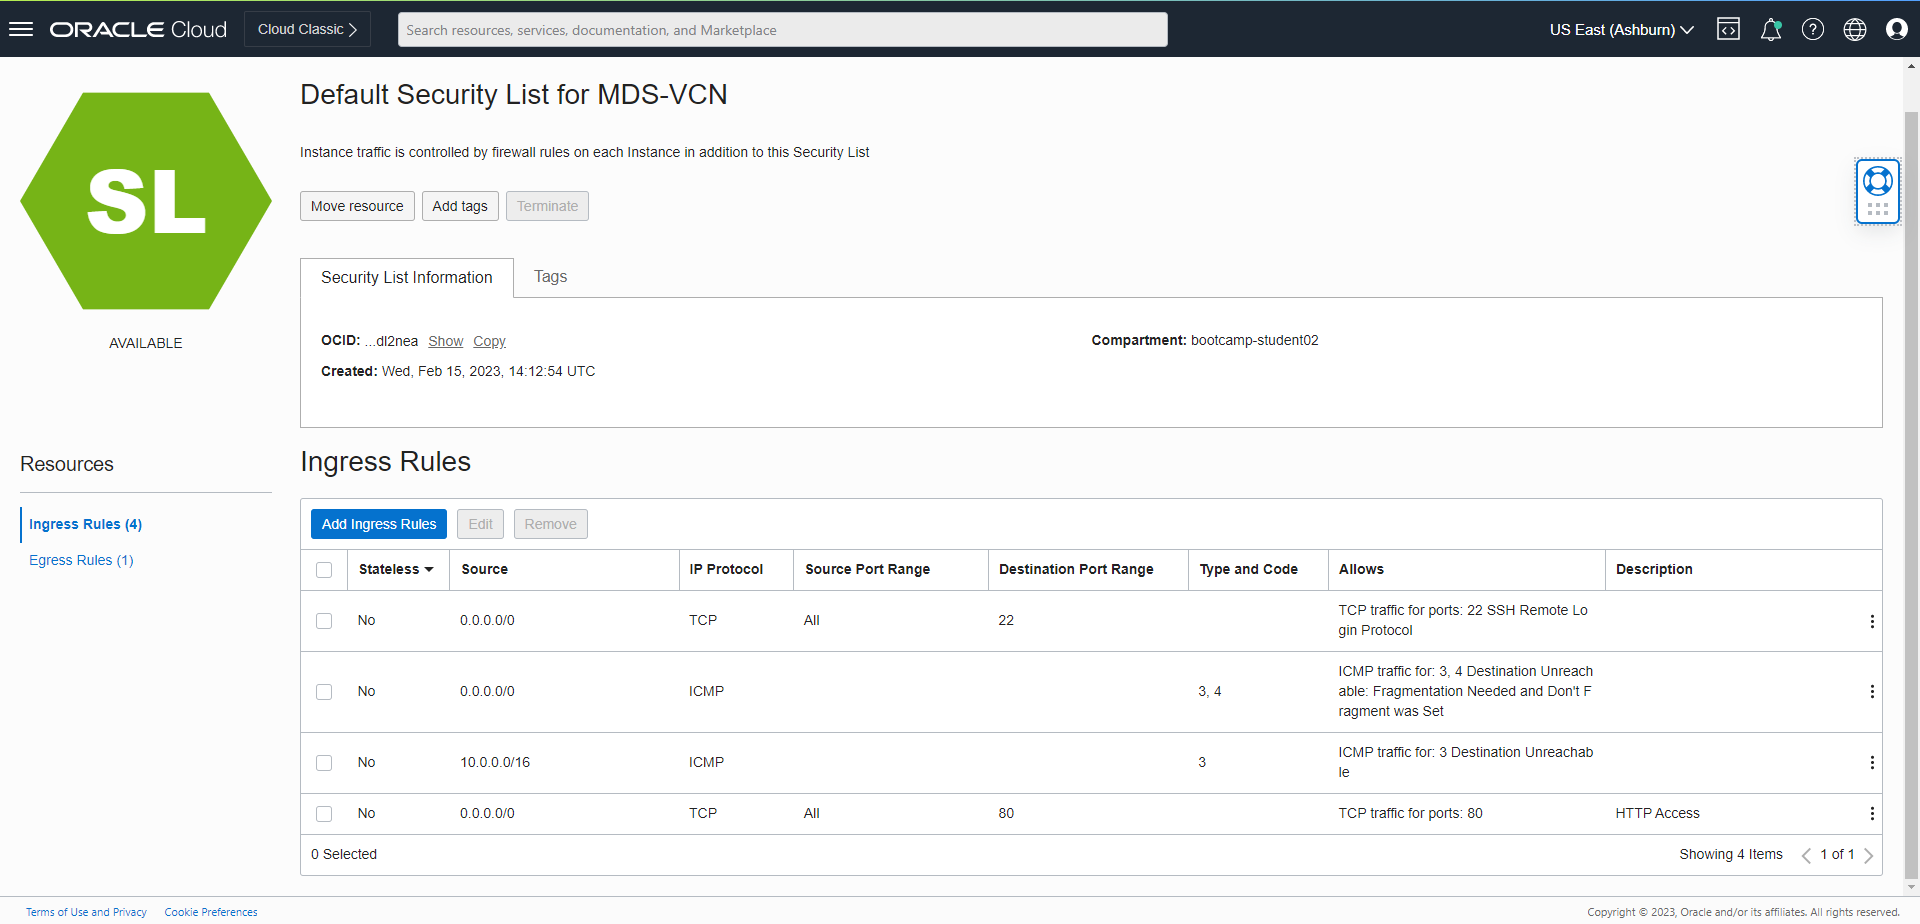 ORACLE Cloud
Cloud Classic
Search resources, services, documentation, and Marketplace
US East (Ashburn)
SL
AVAILABLE
Default Security List for MDS-VCN
Instance traffic is controlled by firewall rules on each Instance in addition to this Security List
Move resource
Add tags
Terminate
Security List Information
Tags
OCID: ...dl2nea Show Copy
Compartment: bootcamp-student02
Created: Wed, Feb 15, 2023, 14:12:54 UTC
Resources
Ingress Rules (4)
Egress Rules (1)
Ingress Rules
Add Ingress Rules
Edit
Remove
Stateless Source IP Protocol Source Port Range Destination Port Range Type and Code Allows Description
No 0.0.0.0/0 TCP All 22 TCP traffic for ports: 22 SSH Remote Lo
gin Protocol
No 0.0.0.0/0 ICMP 3, 4 ICMP traffic for: 3, 4 Destination Unreach
able: Fragmentation Needed and Don't F
ragment was Set
No 10.0.0.0/16 ICMP 3 ICMP traffic for: 3 Destination Unreachab
le
No 0.0.0.0/0 TCP All 80 TCP traffic for ports: 80 HTTP Access
0 Selected
Showing 4 Items
1 of 1
Terms of Use and Privacy
Cookie Preferences
Copyright © 2023, Oracle and/or its affiliates. All rights reserved.